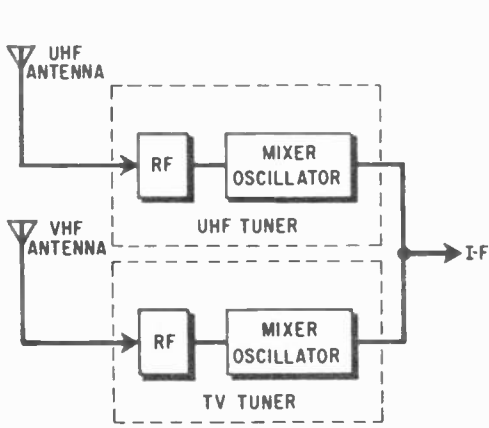 UHF
ANTENNA
RF
MIXER
OSCILLATOR
UHF TUNER
VHF
ANTENNA
I-F
RF
MIXER
OSCILLATOR
TV TUNER